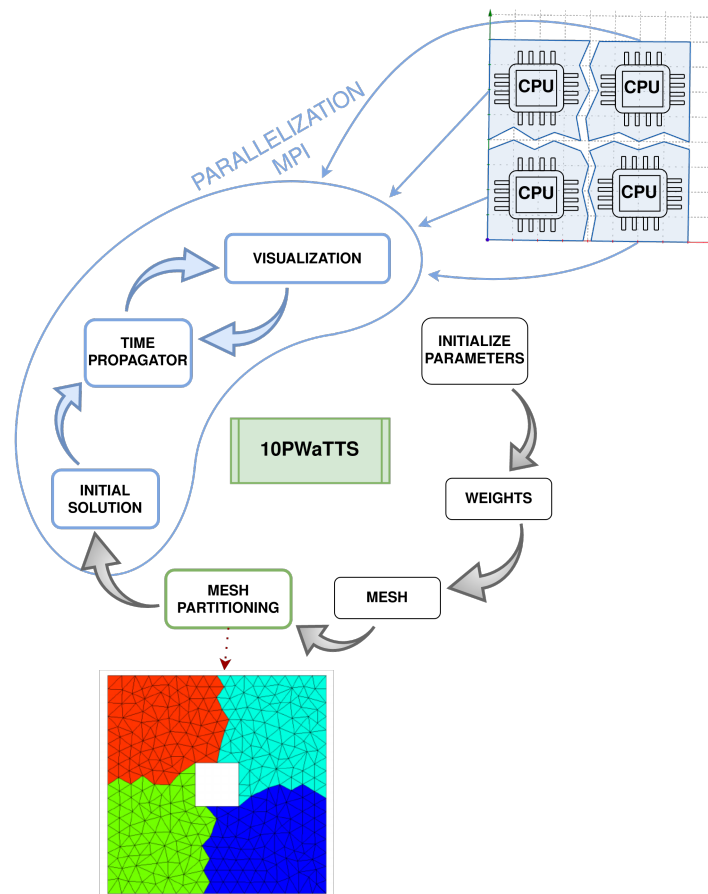 CPU
CPU
PARALLELIZATION
MPI
CPU
CPU
VISUALIZATION
TIME
PROPAGATOR
INITIALIZE
PARAMETERS
10PWaTTS
INITIAL
SOLUTION
WEIGHTS
MESH
PARTITIONING
MESH